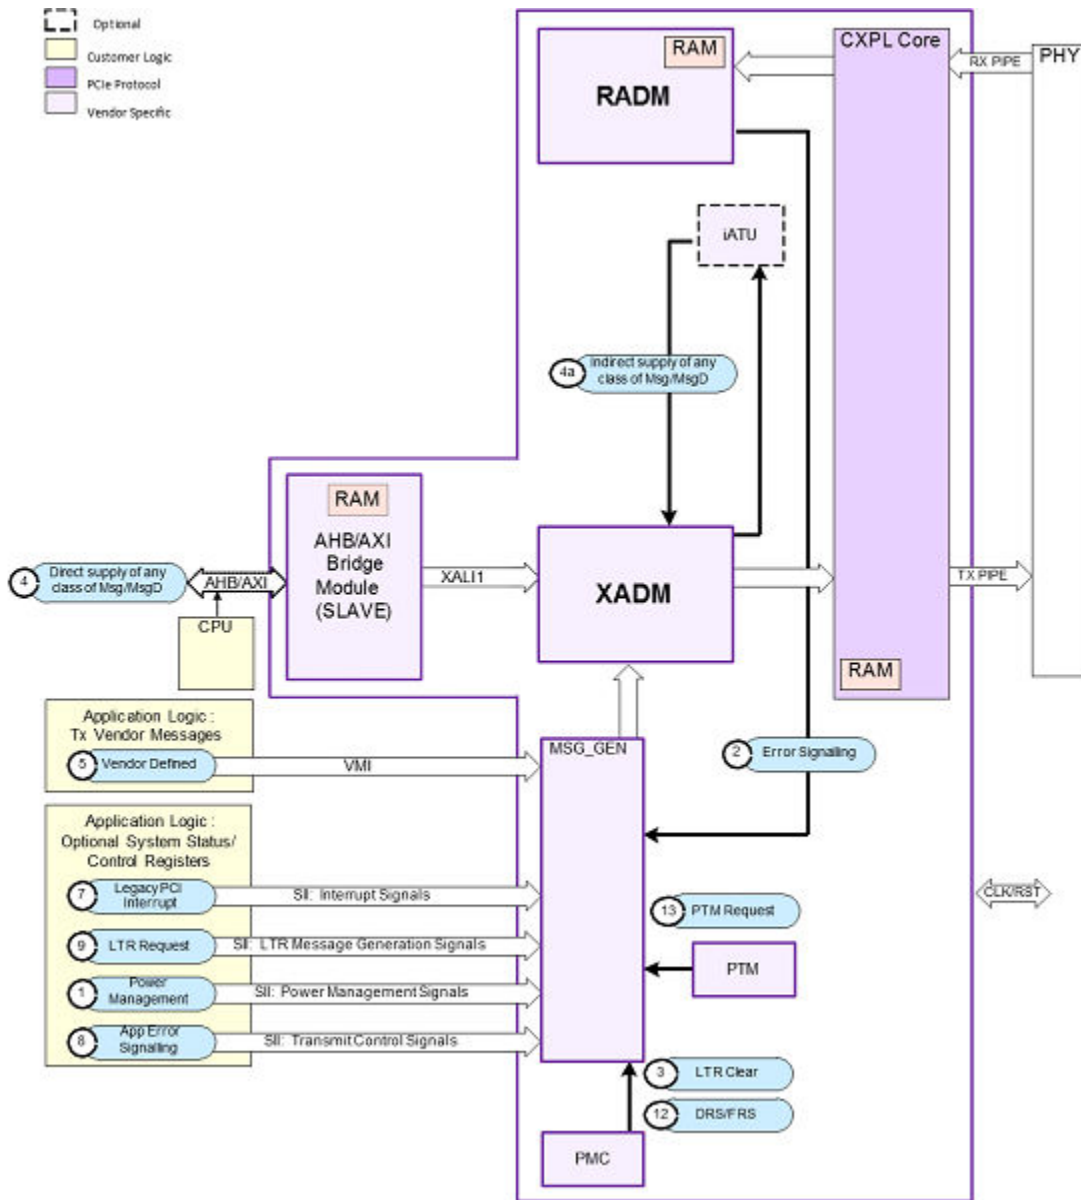 Optional
Customer Logic
PCIe Protocol
Vendor Specific
RAM
RADM
CXPL Core
RX PIPE
PHY
iATU
4a
Indirect supply of any
class of Msg/MsgD
RAM
AHB/AXI
Bridge
Module
(SLAVE)
4
Direct supply of any
class of Msg/MsgD
AHB/AXI
XALI1
XADM
TX PIPE
CPU
RAM
Application Logic :
Tx Vendor Messages
5
Vendor Defined
VMI
MSG_GEN
2
Error Signalling
Application Logic :
Optional System Status/
Control Registers
7
Legacy PCI
Interrupt
SII: Interrupt Signals
CLK/RST
13
PTM Request
9
LTR Request
SII: LTR Message Generation Signals
PTM
1
Power
Management
SII: Power Management Signals
8
App Error
Signalling
SII: Transmit Control Signals
3
LTR Clear
12
DRS/FRS
PMC